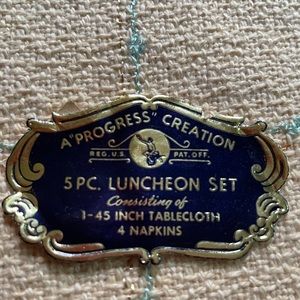 A "PROGRESS" CREATION
REG. U.S. PAT. OFF.
5 PC. LUNCHEON SET
Consisting of
1-45 INCH TABLECLOTH
4 NAPKINS